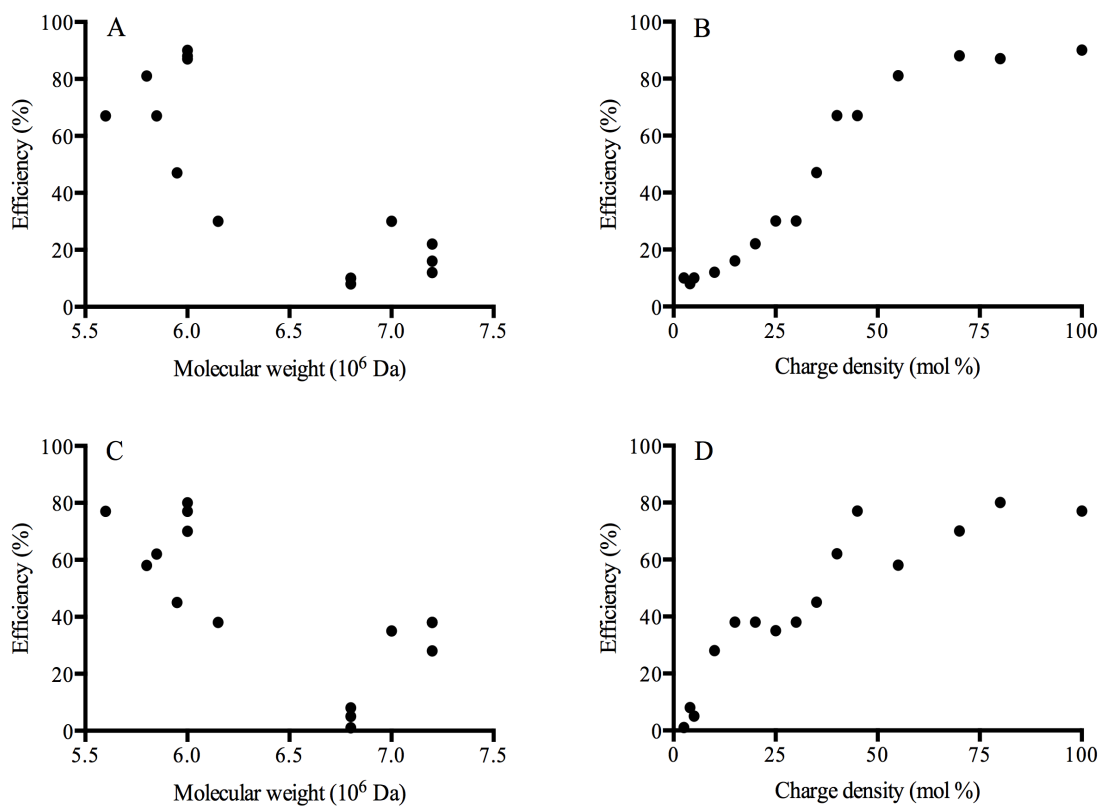 A
Efficiency (%)
100
80
60
40
20
0
5.5 6.0 6.5 7.0 7.5
Molecular weight (10⁶ Da)
B
Efficiency (%)
100
80
60
40
20
0
0 25 50 75 100
Charge density (mol %)
C
Efficiency (%)
100
80
60
40
20
0
5.5 6.0 6.5 7.0 7.5
Molecular weight (10⁶ Da)
D
Efficiency (%)
100
80
60
40
20
0
0 25 50 75 100
Charge density (mol %)